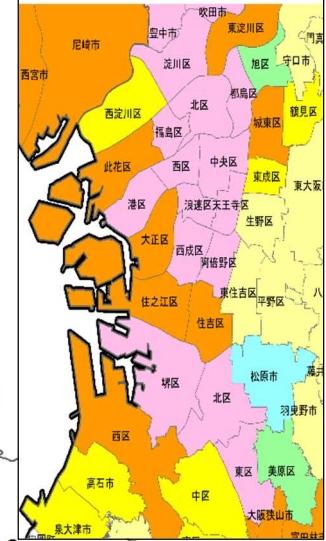 吹田市
豊中市
東淀川区
尼崎市
西宮市
淀川区
旭区
守口市
門真
都島区
西淀川区
北区
鶴見区
福島区
城東区
此花区
西区
中央区
東成区
東大阪
港区
浪速区
天王寺区
生野区
大正区
西成区
阿倍野区
住之江区
東住吉区
平野区
八
住吉区
堺区
松原市
藤井
北区
羽曳野市
西区
東区
美原区
高石市
中区
大阪狭山市
泉大津市
富田林